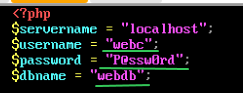 <?php
$servername = "localhost";
$username = "webc";
$password = "P@ssw0rd";
$dbname = "webdb";